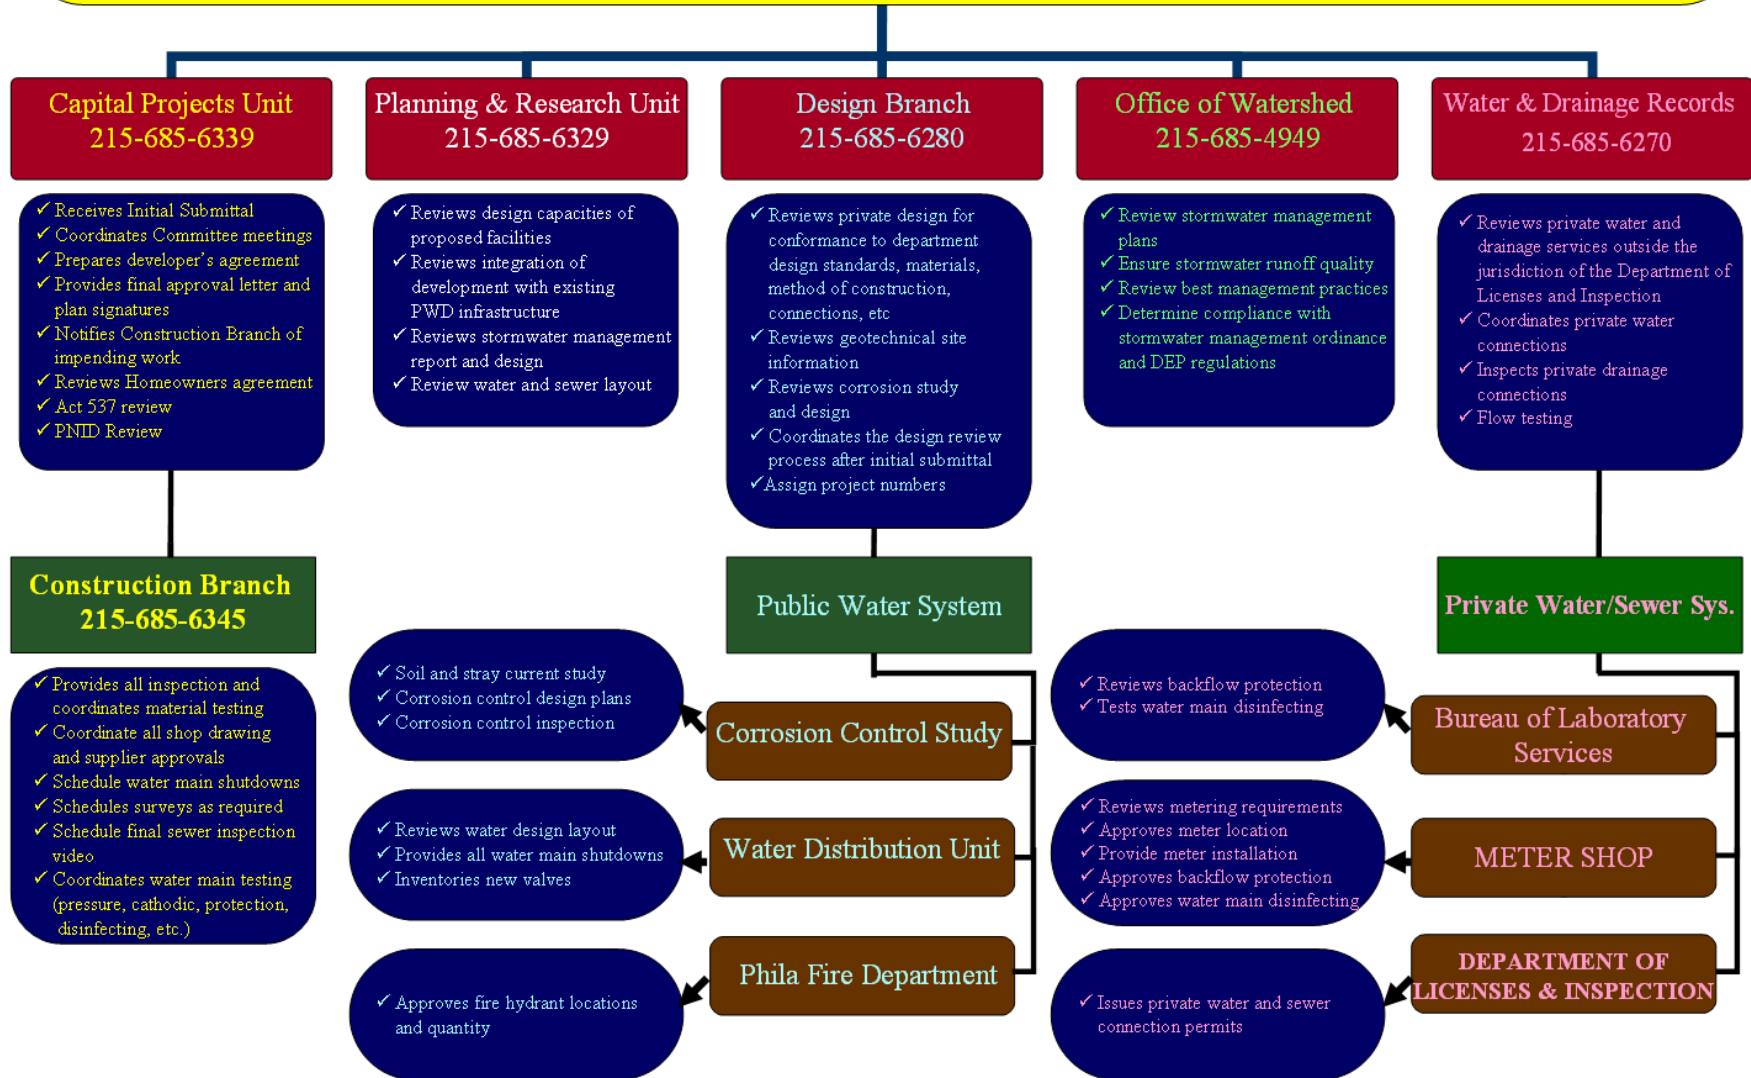 Capital Projects Unit
215-685-6339
Planning & Research Unit
215-685-6329
Design Branch
215-685-6280
Office of Watershed
215-685-4949
Water & Drainage Records
215-685-6270
✓ Receives Initial Submittal
✓ Coordinates Committee meetings
✓ Prepares developer's agreement
✓ Provides final approval letter and
plan signatures
✓ Notifies Construction Branch of
impending work
✓ Reviews Homeowners agreement
✓ Act 537 review
✓ PNID Review
✓ Reviews design capacities of
proposed facilities
✓ Reviews integration of
development with existing
PWD infrastructure
✓ Reviews stormwater management
report and design
✓ Review water and sewer layout
✓ Reviews private design for
conformance to department
design standards, materials,
method of construction,
connections, etc
✓ Reviews geotechnical site
information
✓ Reviews corrosion study
and design
✓ Coordinates the design review
process after initial submittal
✓ Assign project numbers
✓ Review stormwater management
plans
✓ Ensure stormwater runoff quality
✓ Review best management practices
✓ Determine compliance with
stormwater management ordinance
and DEP regulations
✓ Reviews private water and
drainage services outside the
jurisdiction of the Department of
Licenses and Inspection
✓ Coordinates private water
connections
✓ Inspects private drainage
connections
✓ Flow testing
Construction Branch
215-685-6345
✓ Provides all inspection and
coordinates material testing
✓ Coordinate all shop drawing
and supplier approvals
✓ Schedule water main shutdowns
✓ Schedules surveys as required
✓ Schedule final sewer inspection
video
✓ Coordinates water main testing
(pressure, cathodic, protection,
disinfecting, etc.)
Public Water System
✓ Soil and stray current study
✓ Corrosion control design plans
✓ Corrosion control inspection
Corrosion Control Study
✓ Reviews water design layout
✓ Provides all water main shutdowns
✓ Inventories new valves
Water Distribution Unit
✓ Approves fire hydrant locations
and quantity
Phila Fire Department
Private Water/Sewer Sys.
✓ Reviews backflow protection
✓ Tests water main disinfecting
Bureau of Laboratory
Services
✓ Reviews metering requirements
✓ Approves meter location
✓ Provide meter installation
✓ Approves backflow protection
✓ Approves water main disinfecting
METER SHOP
✓ Issues private water and sewer
connection permits
DEPARTMENT OF
LICENSES & INSPECTION